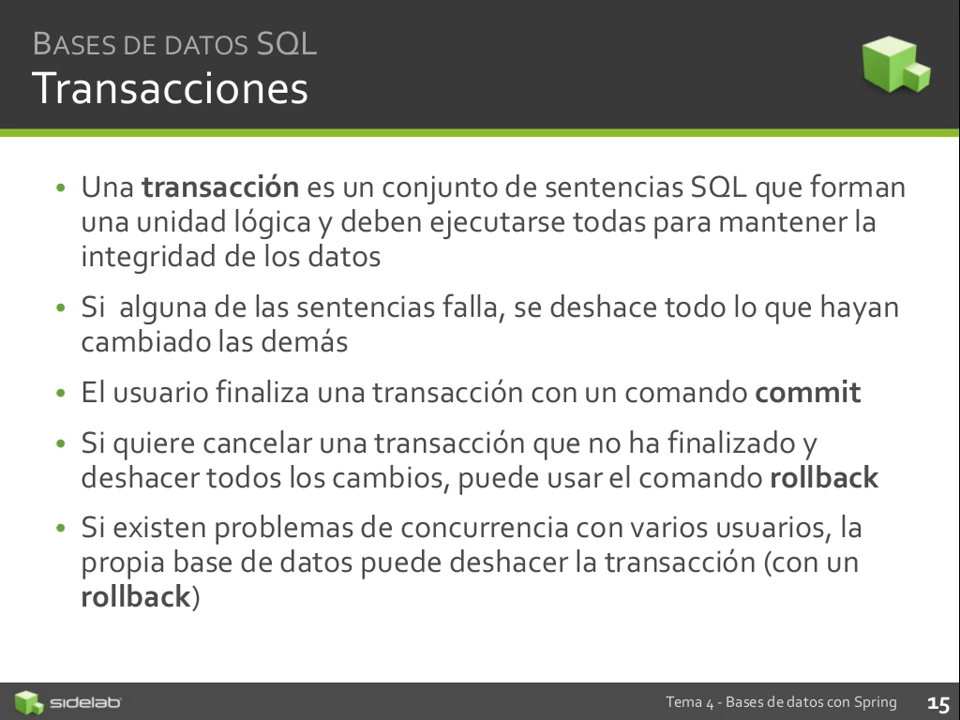 BASES DE DATOS SQL
Transacciones
• Una transacción es un conjunto de sentencias SQL que forman
una unidad lógica y deben ejecutarse todas para mantener la
integridad de los datos
• Si  alguna de las sentencias falla, se deshace todo lo que hayan
cambiado las demás
• El usuario finaliza una transacción con un comando commit
• Si quiere cancelar una transacción que no ha finalizado y
deshacer todos los cambios, puede usar el comando rollback
• Si existen problemas de concurrencia con varios usuarios, la
propia base de datos puede deshacer la transacción (con un
rollback)
sidelab
Tema 4 - Bases de datos con Spring
15